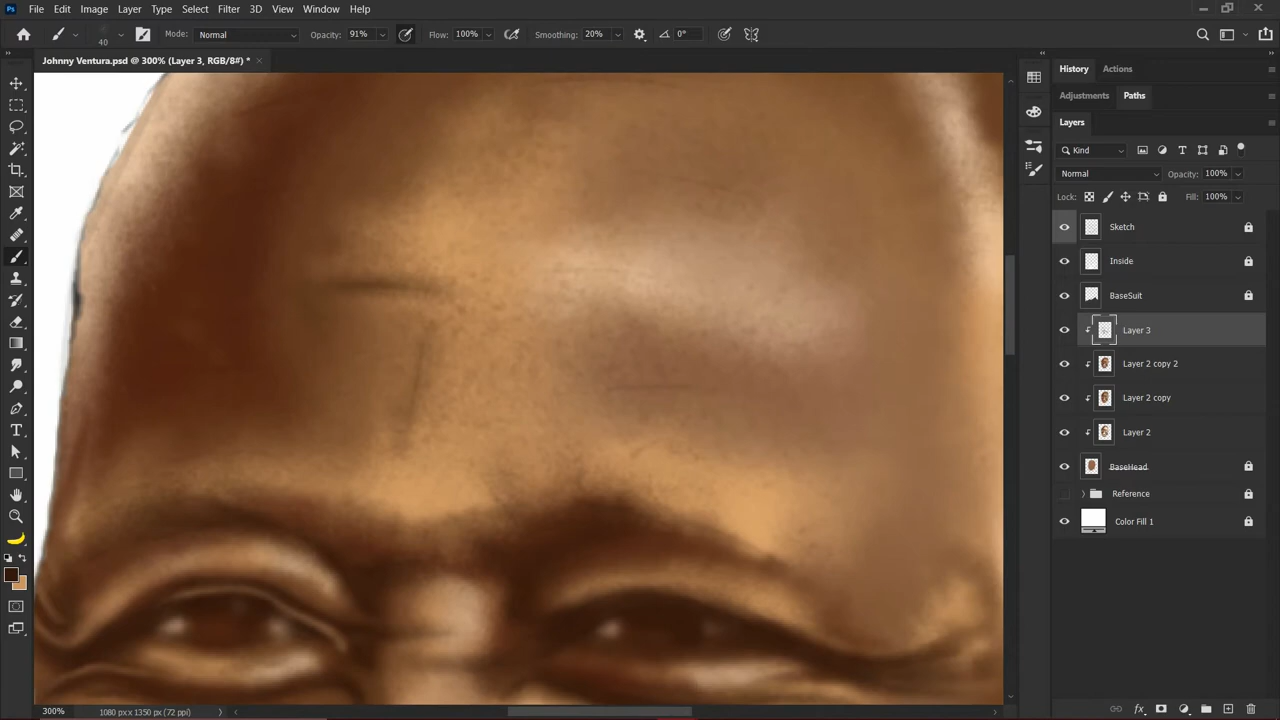 Ps File Edit Image Layer Type Select Filter 3D View Window Help
40 Mode: Normal Opacity: 91% Flow: 100% Smoothing: 20% 0°
Johnny Ventura.psd @ 300% (Layer 3, RGB/8#) * ×
History Actions
Adjustments Paths
Layers
Kind
Normal Opacity: 100%
Lock: Fill: 100%
Sketch
Inside
BaseSuit
Layer 3
Layer 2 copy 2
Layer 2 copy
Layer 2
BaseHead
Reference
Color Fill 1
300% 1080 px x 1350 px (72 ppi)
fx